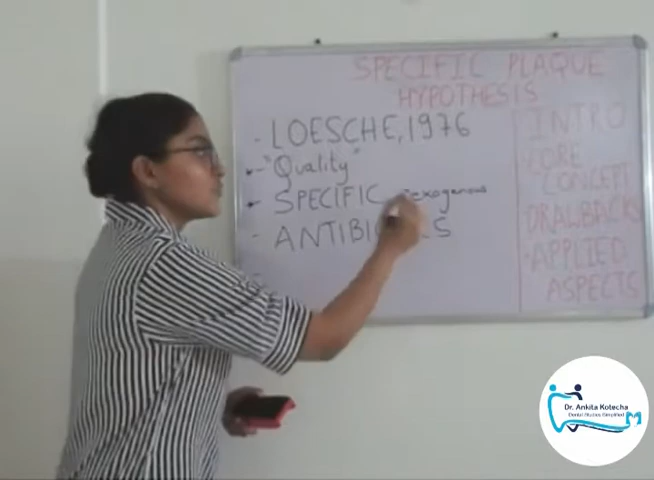 SPECIFIC PLAQUE
HYPOTHESIS
- LOESCHE, 1976
- "Quality"
- SPECIFIC exogenous
-
INTRO
CORE
CONCEPT
DRAWBACKS
APPLIED
ASPECTS
Dr. Ankita Kotecha
Dental Studies Simplified